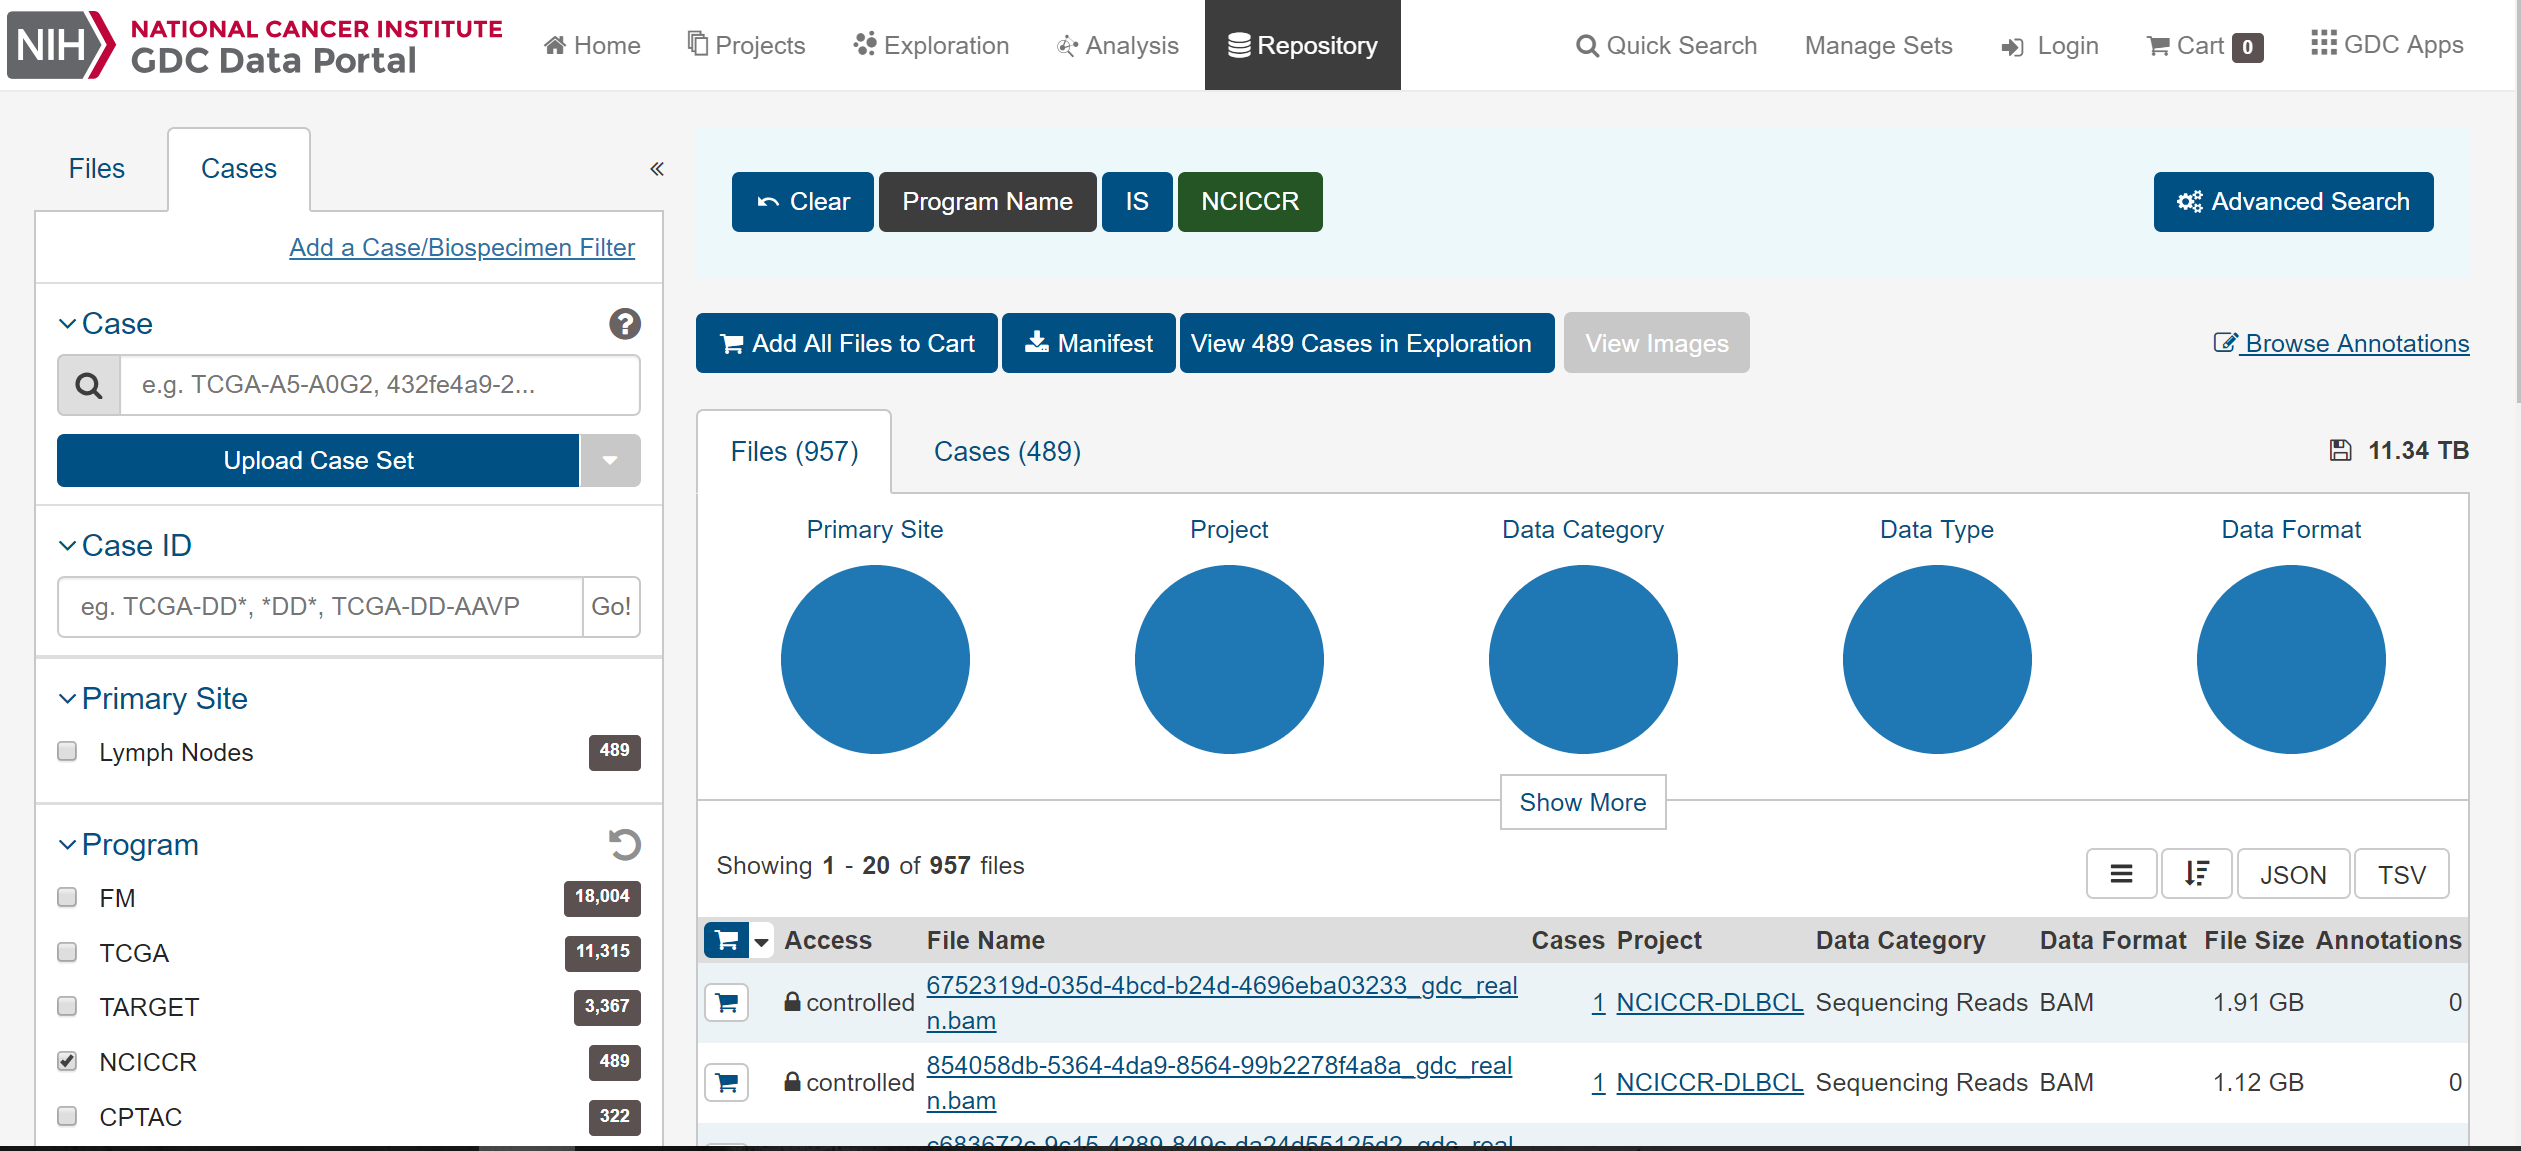 NIH NATIONAL CANCER INSTITUTE
GDC Data Portal
Home Projects Exploration Analysis Repository Quick Search Manage Sets Login Cart 0 GDC Apps
Files Cases «
Add a Case/Biospecimen Filter
Case ?
e.g. TCGA-A5-A0G2, 432fe4a9-2...
Upload Case Set
Case ID
eg. TCGA-DD*, *DD*, TCGA-DD-AAVP Go!
Primary Site
Lymph Nodes 489
Program
FM 18,004
TCGA 11,315
TARGET 3,367
NCICCR 489
CPTAC 322
Clear Program Name IS NCICCR Advanced Search
Add All Files to Cart Manifest View 489 Cases in Exploration View Images Browse Annotations
Files (957) Cases (489) 11.34 TB
Primary Site Project Data Category Data Type Data Format
Show More
Showing 1 - 20 of 957 files
JSON TSV
Access File Name Cases Project Data Category Data Format File Size Annotations
6752319d-035d-4bcd-b24d-4696eba03233_gdc_real
controlled 1 NCICCR-DLBCL Sequencing Reads BAM 1.91 GB 0
n.bam
854058db-5364-4da9-8564-99b2278f4a8a_gdc_real
controlled 1 NCICCR-DLBCL Sequencing Reads BAM 1.12 GB 0
n.bam
c683672c-9c15-4289-849c-da24d55125d2_gdc_real